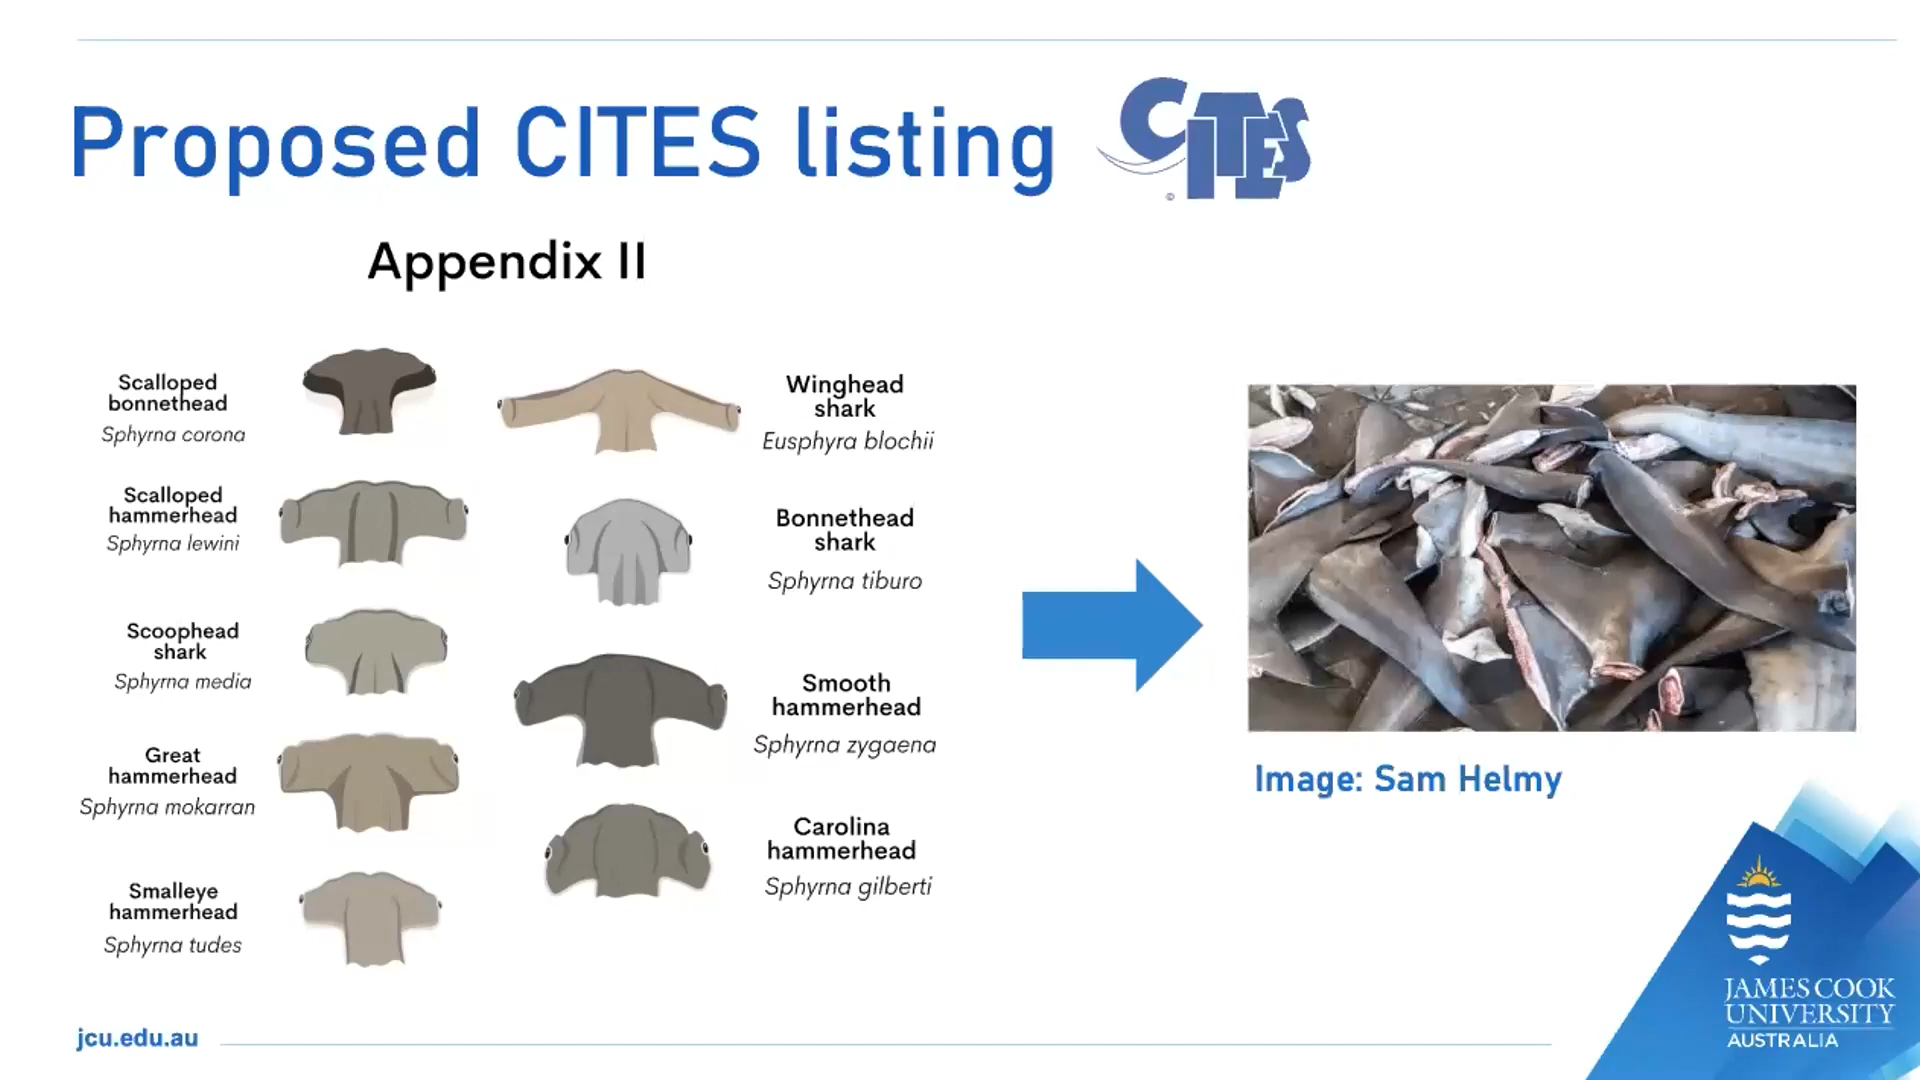 Proposed CITES listing
CITES
©
Appendix II
Scalloped
bonnethead
Sphyrna corona
Scalloped
hammerhead
Sphyrna lewini
Scoophead
shark
Sphyrna media
Great
hammerhead
Sphyrna mokarran
Smalleye
hammerhead
Sphyrna tudes
Winghead
shark
Eusphyra blochii
Bonnethead
shark
Sphyrna tiburo
Smooth
hammerhead
Sphyrna zygaena
Carolina
hammerhead
Sphyrna gilberti
Image: Sam Helmy
jcu.edu.au
JAMES COOK
UNIVERSITY
AUSTRALIA